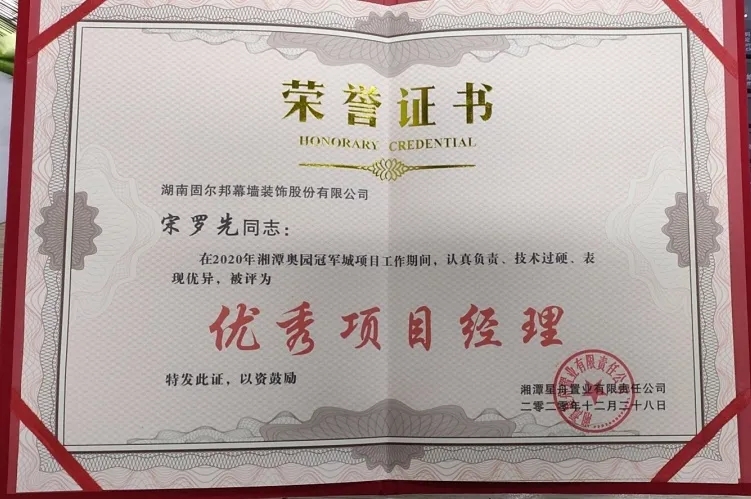 荣誉证书
HONORARY CREDENTIAL
湖南固尔邦幕墙装饰股份有限公司
宋罗先同志：
在2020年湘潭奥园冠军城项目工作期间，认真负责、技术过硬、表
现优异，被评为
优秀项目经理
特发此证，以资鼓励
湘潭星舟置业有限责任公司
二零二零年十二月二十八日